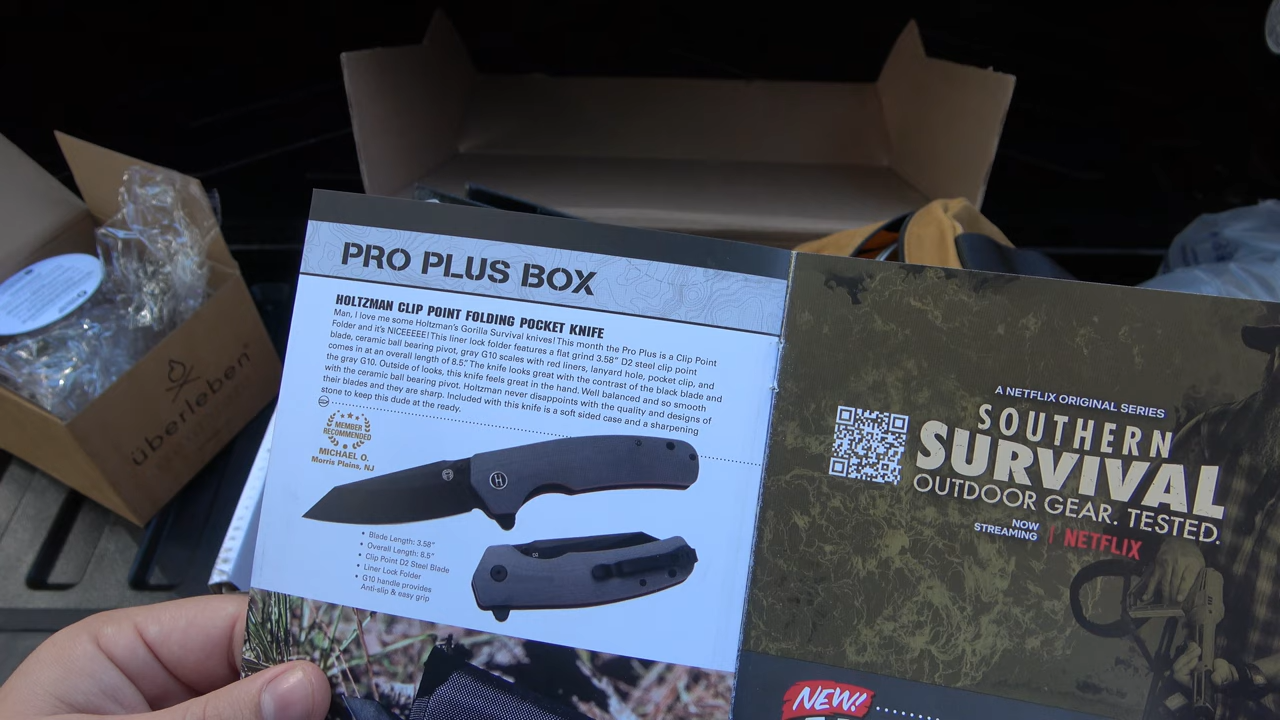 PRO PLUS BOX
HOLTZMAN CLIP POINT FOLDING POCKET KNIFE
Man, I love me some Holtzman's Gorilla Survival knives! This month the Pro Plus is a Clip Point
Folder and it's NICEEEEE! This liner lock folder features a flat grind 3.58" D2 steel clip point
blade, ceramic ball bearing pivot, gray G10 scales with red liners, lanyard hole, pocket clip, and
comes in at an overall length of 8.5." The knife looks great with the contrast of the black blade and
the gray G10. Outside of looks, this knife feels great in the hand. Well balanced and so smooth
with the ceramic ball bearing pivot. Holtzman never disappoints with the quality and designs of
their blades and they are sharp. Included with this knife is a soft sided case and a sharpening
stone to keep this dude at the ready.
MEMBER
RECOMMENDED
MICHAEL O.
Morris Plains, NJ
H
• Blade Length: 3.58"
• Overall Length: 8.5"
• Clip Point D2 Steel Blade
• Liner Lock Folder
• G10 handle provides
Anti-slip & easy grip
D2
A NETFLIX ORIGINAL SERIES
SOUTHERN
SURVIVAL
OUTDOOR GEAR. TESTED.
NOW
STREAMING
NETFLIX
NEW!
überleben